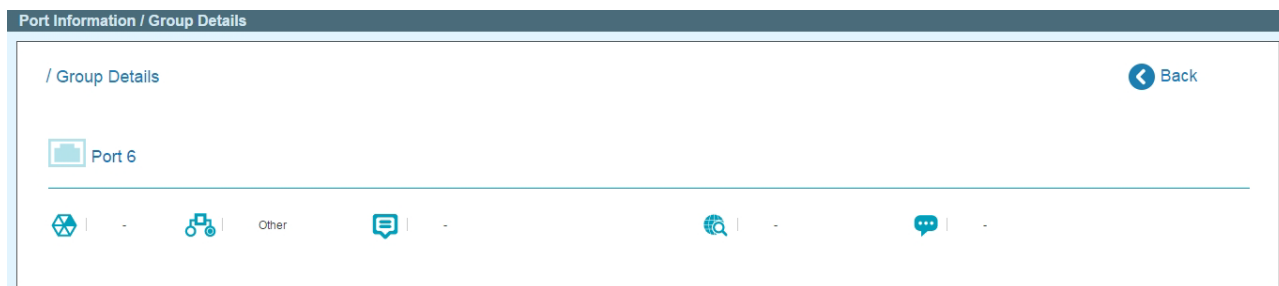 Port Information / Group Details
/ Group Details
Back
Port 6
- Other - - -